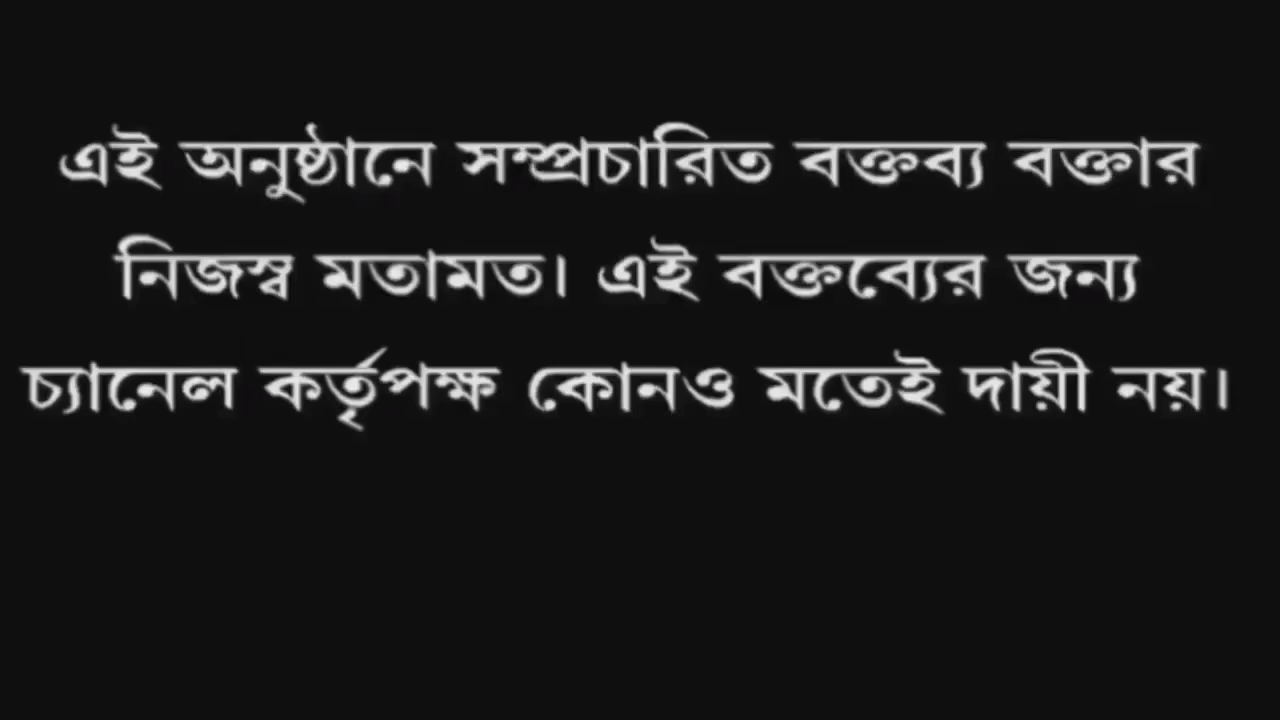 এই অনুষ্ঠানে সম্প্রচারিত বক্তব্য বক্তার
নিজস্ব মতামত। এই বক্তব্যের জন্য
চ্যানেল কর্তৃপক্ষ কোনও মতেই দায়ী নয়।